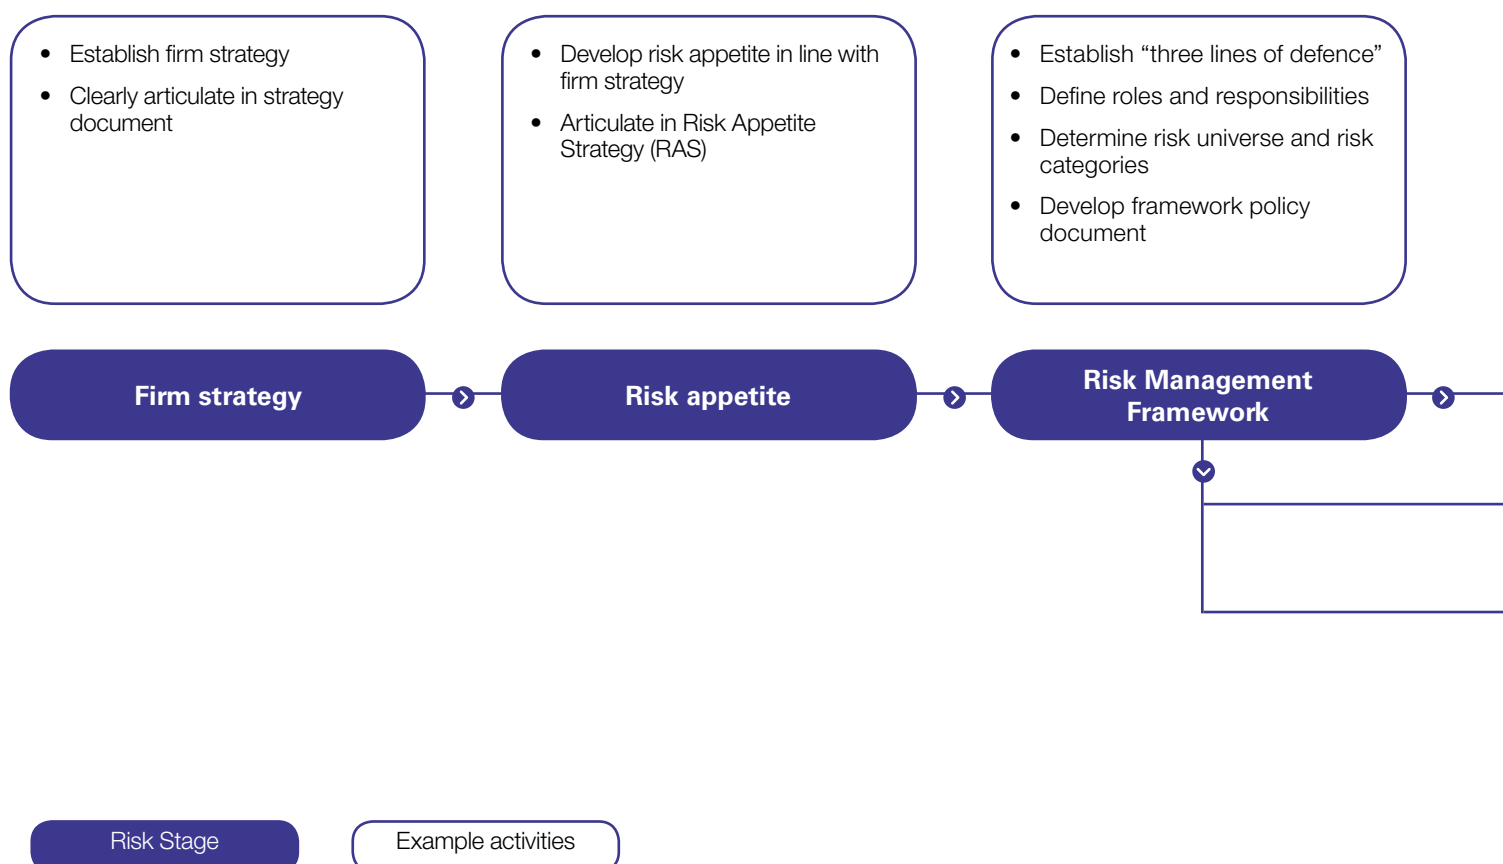 • Establish firm strategy
• Clearly articulate in strategy
document
• Develop risk appetite in line with
firm strategy
• Articulate in Risk Appetite
Strategy (RAS)
• Establish “three lines of defence”
• Define roles and responsibilities
• Determine risk universe and risk
categories
• Develop framework policy
document
Firm strategy
Risk appetite
Risk Management
Framework
Risk Stage
Example activities